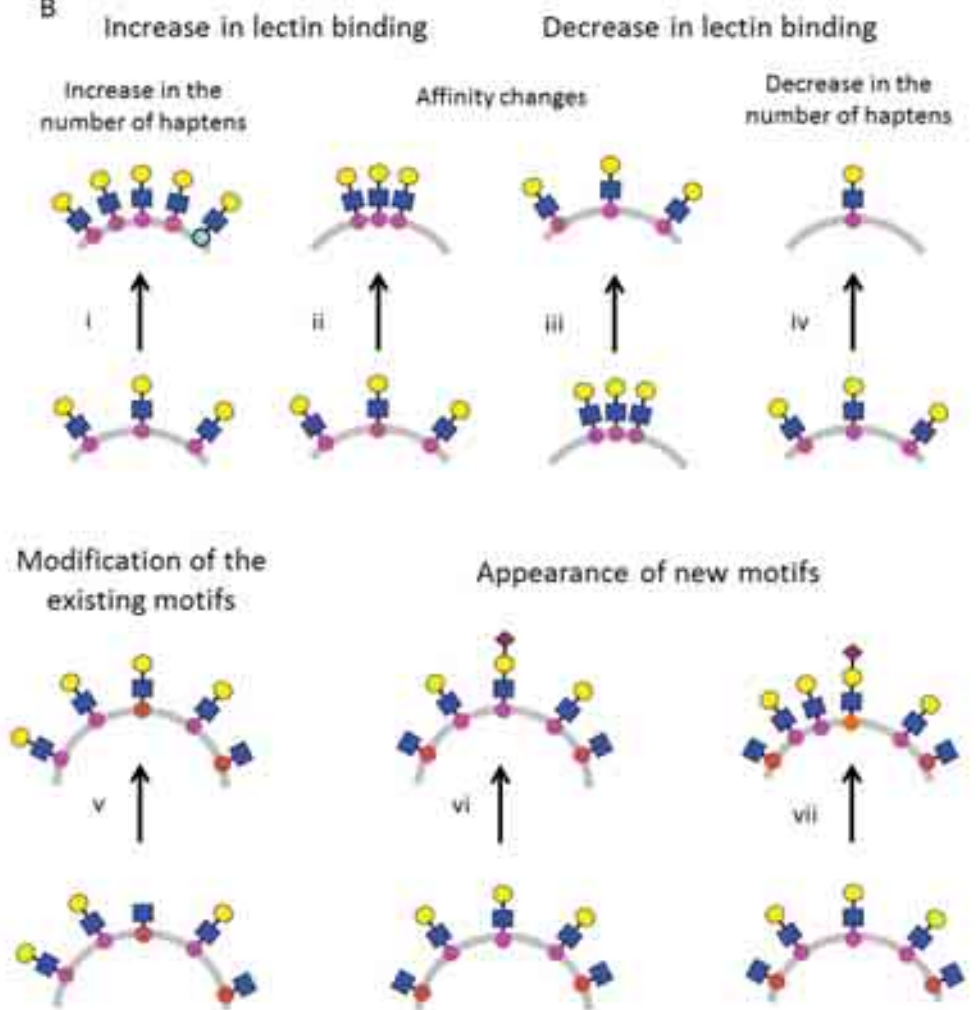 B
Increase in lectin binding
Decrease in lectin binding
Increase in the
number of haptens
Affinity changes
Decrease in the
number of haptens
i
ii
iii
iv
Modification of the
existing motifs
Appearance of new motifs
v
vi
vii